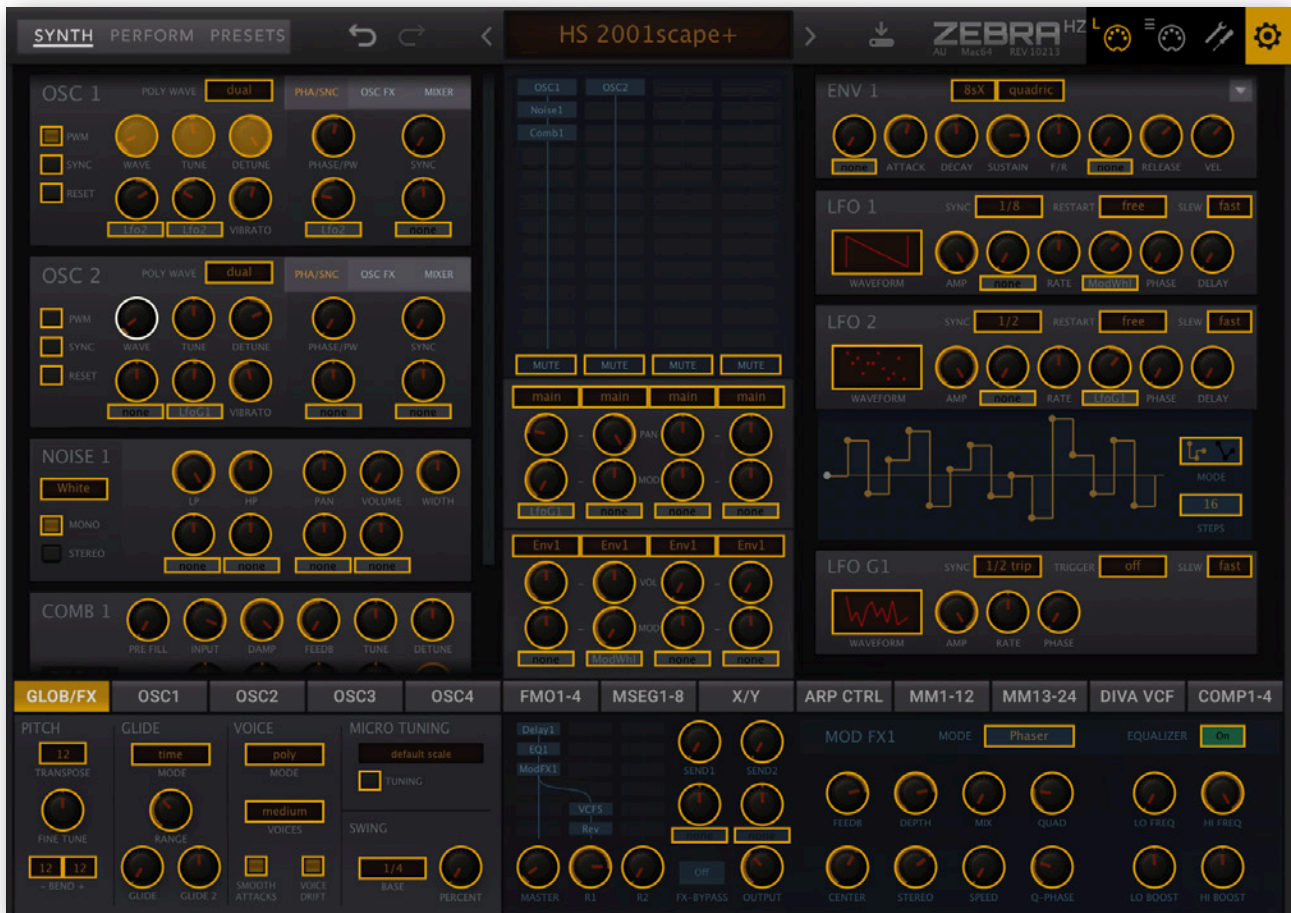 SYNTH PERFORM PRESETS
HS 2001scape+
ZEBRA HZ
AU Mac64 REV 10213
L
OSC 1 POLY WAVE dual PHA/SNC OSC FX MIXER
PWM
SYNC
RESET
WAVE TUNE DETUNE PHASE/PW SYNC
Lfo2 Lfo2 VIBRATO Lfo2 none
OSC 2 POLY WAVE dual PHA/SNC OSC FX MIXER
PWM
SYNC
RESET
WAVE TUNE DETUNE PHASE/PW SYNC
none LfoG1 VIBRATO none none
NOISE 1
White
MONO
STEREO
LP HP PAN VOLUME WIDTH
none none none none
COMB 1
PRE FILL INPUT DAMP FEEDB TUNE DETUNE
OSC1 OSC2
Noise1
Comb1
MUTE MUTE MUTE MUTE
main main main main
PAN
MOD
LfoG1 none none none
Env1 Env1 Env1 Env1
VOL
MOD
none ModWhl none none
ENV 1 8sX quadric
none ATTACK DECAY SUSTAIN F/R none RELEASE VEL
LFO 1 SYNC 1/8 RESTART free SLEW fast
WAVEFORM AMP none RATE ModWhl PHASE DELAY
LFO 2 SYNC 1/2 RESTART free SLEW fast
WAVEFORM AMP none RATE LfoG1 PHASE DELAY
MODE
16
STEPS
LFO G1 SYNC 1/2 trip TRIGGER off SLEW fast
WAVEFORM AMP RATE PHASE
GLOB/FX OSC1 OSC2 OSC3 OSC4 FMO1-4 MSEG1-8 X/Y ARP CTRL MM1-12 MM13-24 DIVA VCF COMP1-4
PITCH
12
TRANSPOSE
FINE TUNE
12 12
- BEND +
GLIDE
time
MODE
RANGE
GLIDE GLIDE 2
VOICE
poly
MODE
medium
VOICES
SMOOTH ATTACKS
VOICE DRIFT
MICRO TUNING
default scale
TUNING
SWING
1/4
BASE
PERCENT
Delay1
EQ1
ModFX1
VCF5
Rev
SEND1 SEND2
Off
MASTER R1 R2 FX-BYPASS OUTPUT
MOD FX1 MODE Phaser EQUALIZER On
FEEDB DEPTH MIX QUAD LO FREQ HI FREQ
CENTER STEREO SPEED Q-PHASE LO BOOST HI BOOST